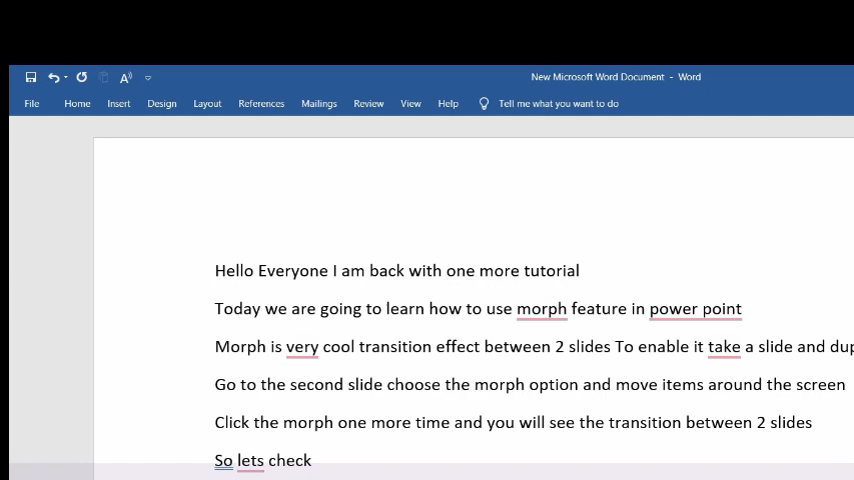 New Microsoft Word Document - Word
File Home Insert Design Layout References Mailings Review View Help Tell me what you want to do
Hello Everyone I am back with one more tutorial
Today we are going to learn how to use morph feature in power point
Morph is very cool transition effect between 2 slides To enable it take a slide and
Go to the second slide choose the morph option and move items around the screen
Click the morph one more time and you will see the transition between 2 slides
So lets check